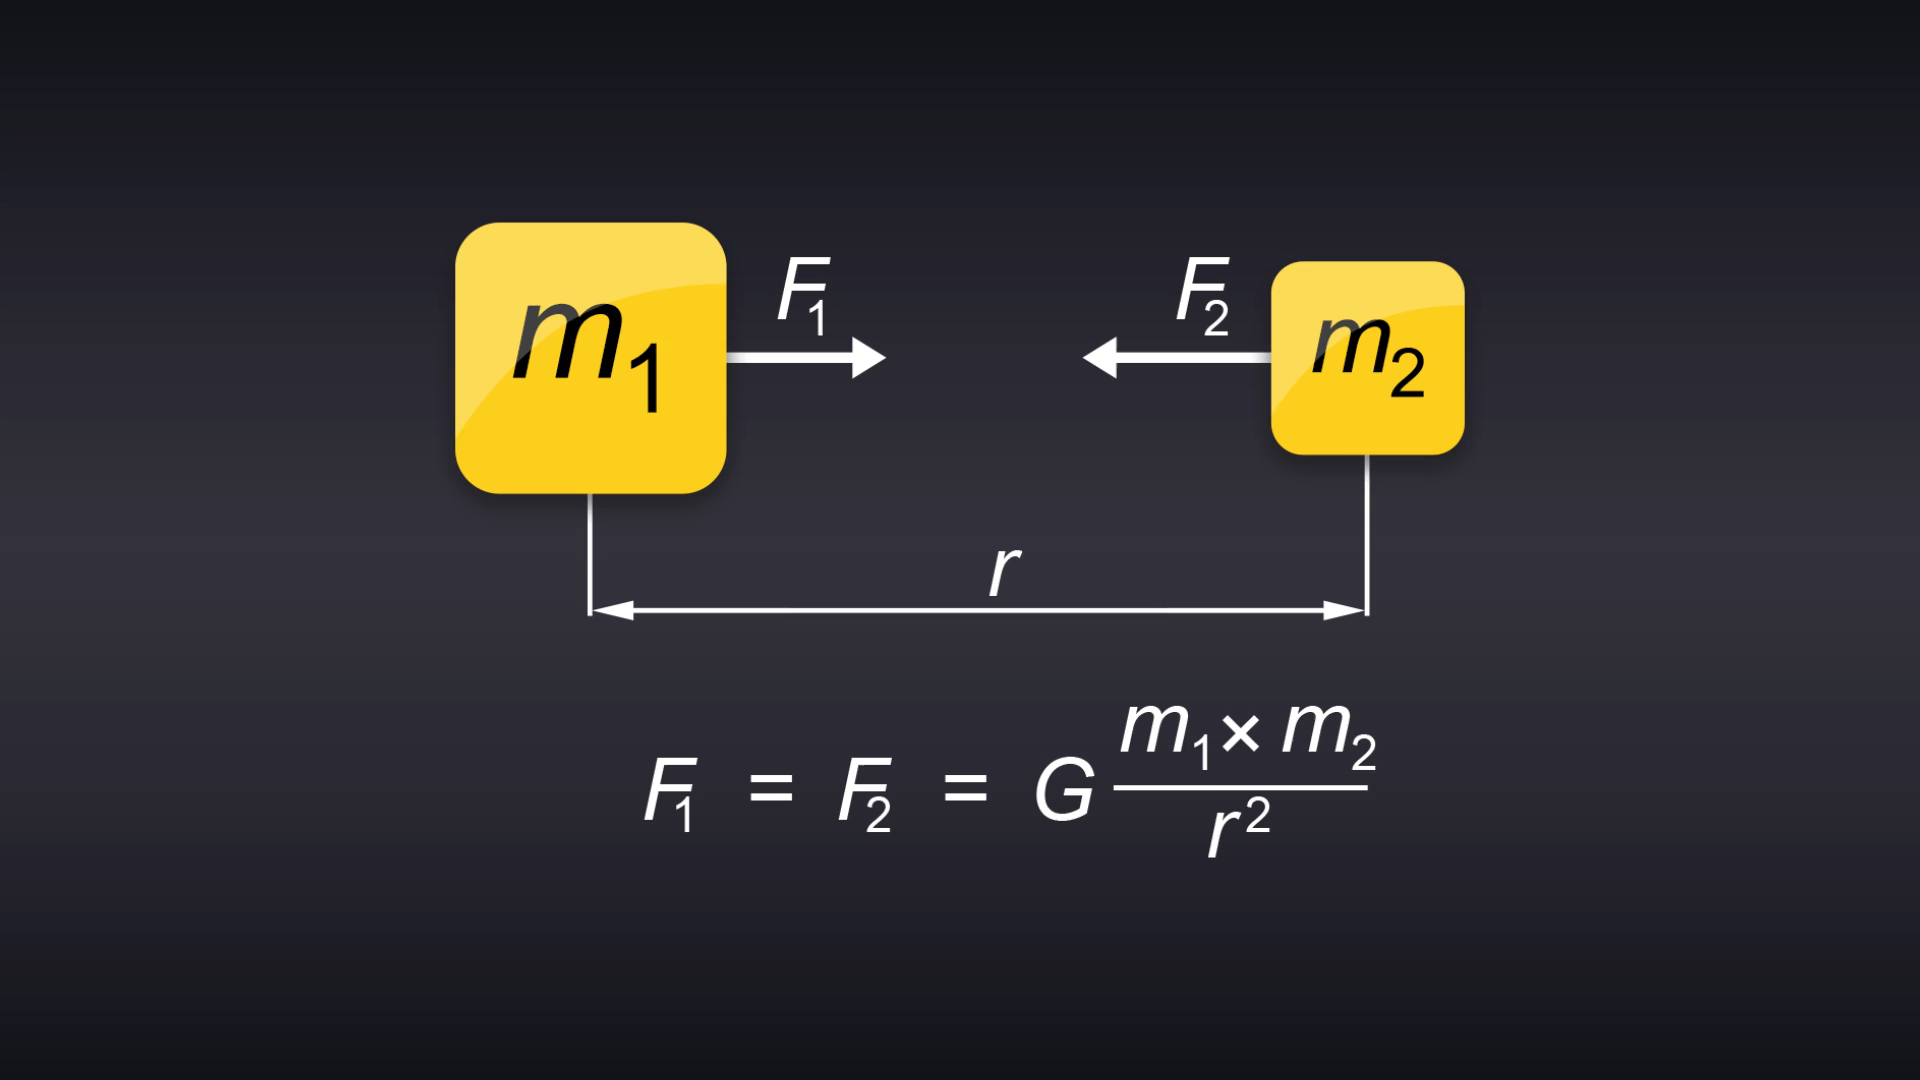 m₁ F₁ F₂ m₂
r
F₁ = F₂ = G (m₁ × m₂) / r²